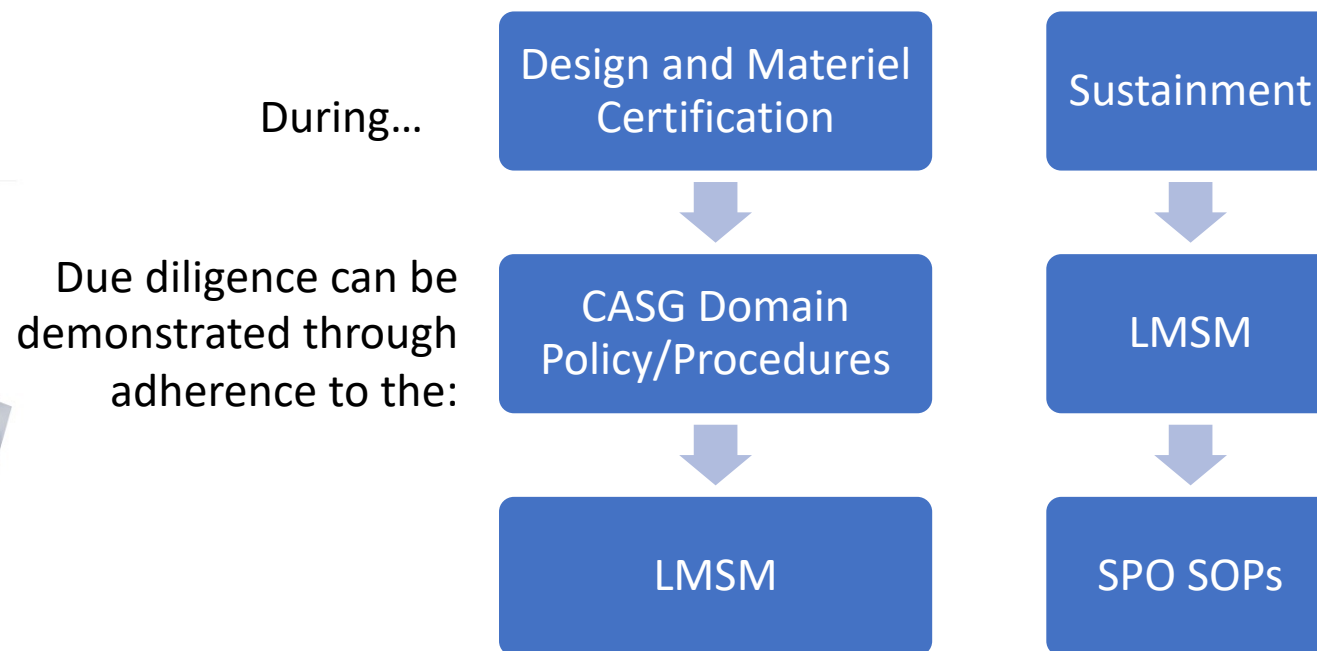 During…
Design and Materiel
Certification
Sustainment
Due diligence can be
demonstrated through
adherence to the:
CASG Domain
Policy/Procedures
LMSM
LMSM
SPO SOPs